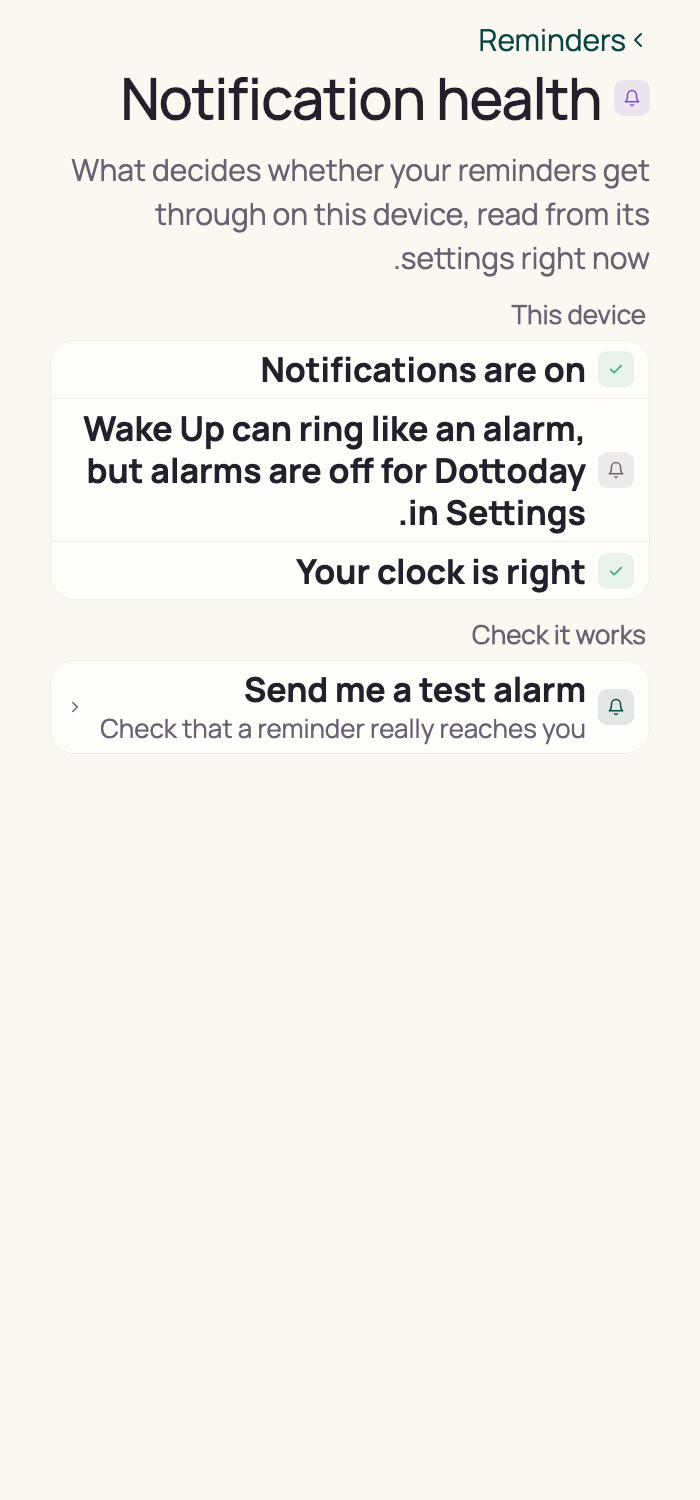 Reminders
Notification health
What decides whether your reminders get
through on this device, read from its
.settings right now
This device
Notifications are on
Wake Up can ring like an alarm,
but alarms are off for Dottoday
.in Settings
Your clock is right
Check it works
Send me a test alarm
Check that a reminder really reaches you